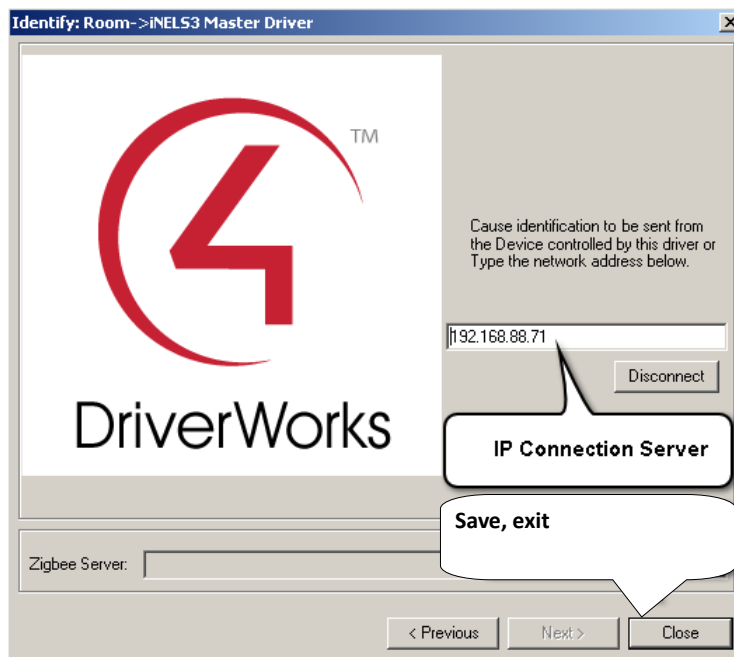 Identify: Room->iNELS3 Master Driver
TM
4
DriverWorks
Cause identification to be sent from
the Device controlled by this driver or
Type the network address below.
192.168.88.71
Disconnect
IP Connection Server
Save, exit
Zigbee Server:
< Previous
Next >
Close